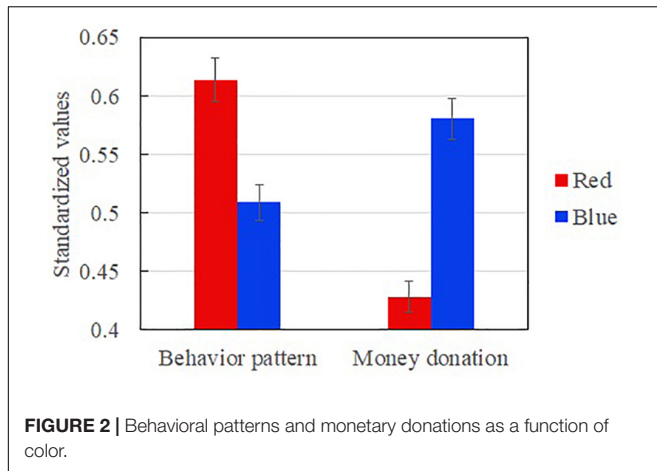 0.65
0.6
0.55
0.5
0.45
0.4
Standardized values
Behavior pattern Money donation
Red
Blue
FIGURE 2 | Behavioral patterns and monetary donations as a function of
color.